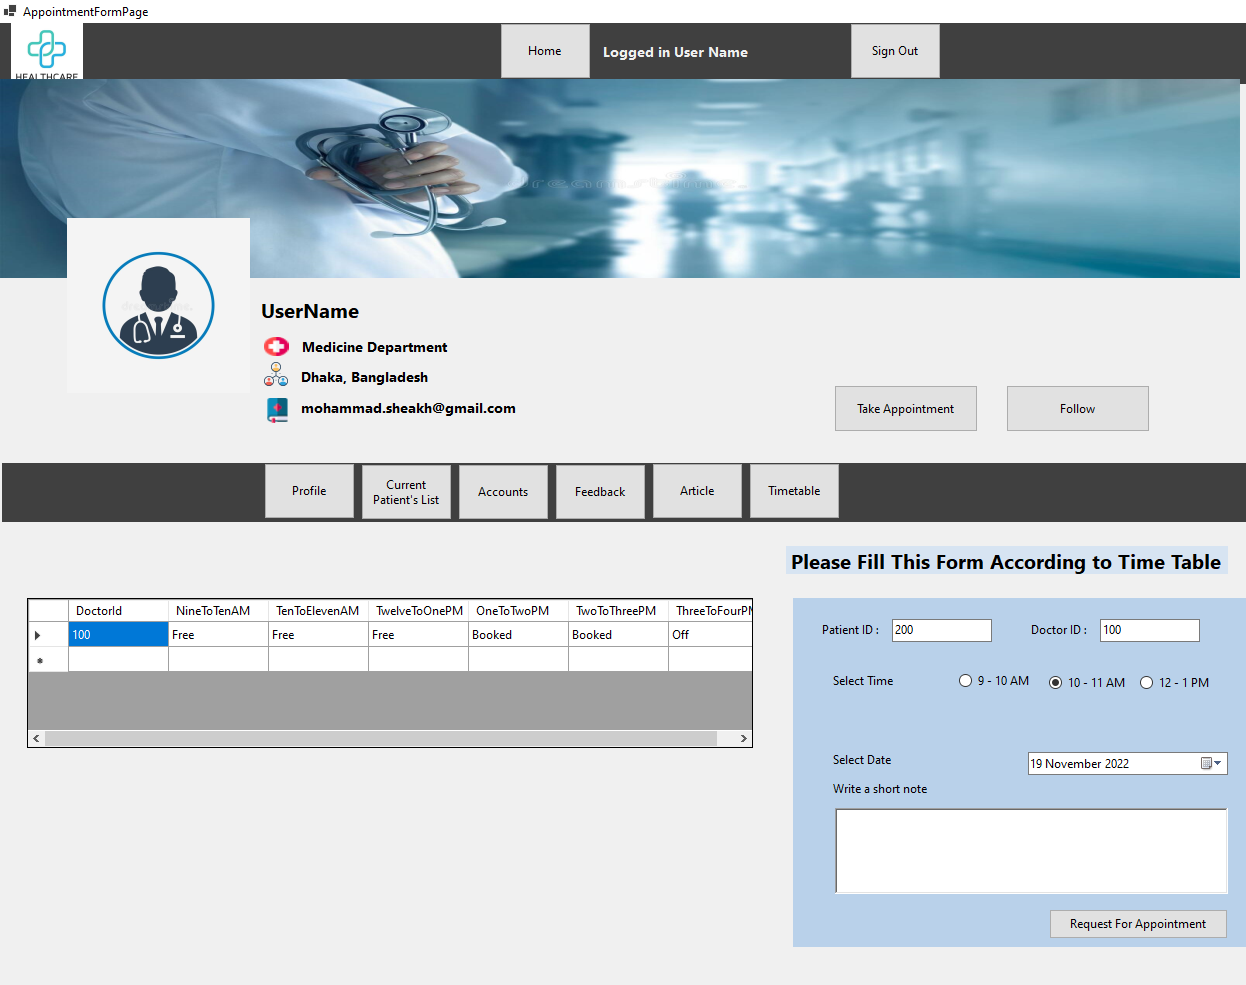 AppointmentFormPage
HEALTHCARE
Home
Logged in User Name
Sign Out
UserName
Medicine Department
Dhaka, Bangladesh
mohammad.sheakh@gmail.com
Take Appointment
Follow
Profile
Current
Patient's List
Accounts
Feedback
Article
Timetable
Please Fill This Form According to Time Table
DoctorId NineToTenAM TenToElevenAM TwelveToOnePM OneToTwoPM TwoToThreePM ThreeToFourPM
100 Free Free Free Booked Booked Off
Patient ID : 200 Doctor ID : 100
Select Time 9 - 10 AM 10 - 11 AM 12 - 1 PM
Select Date 19 November 2022
Write a short note
Request For Appointment